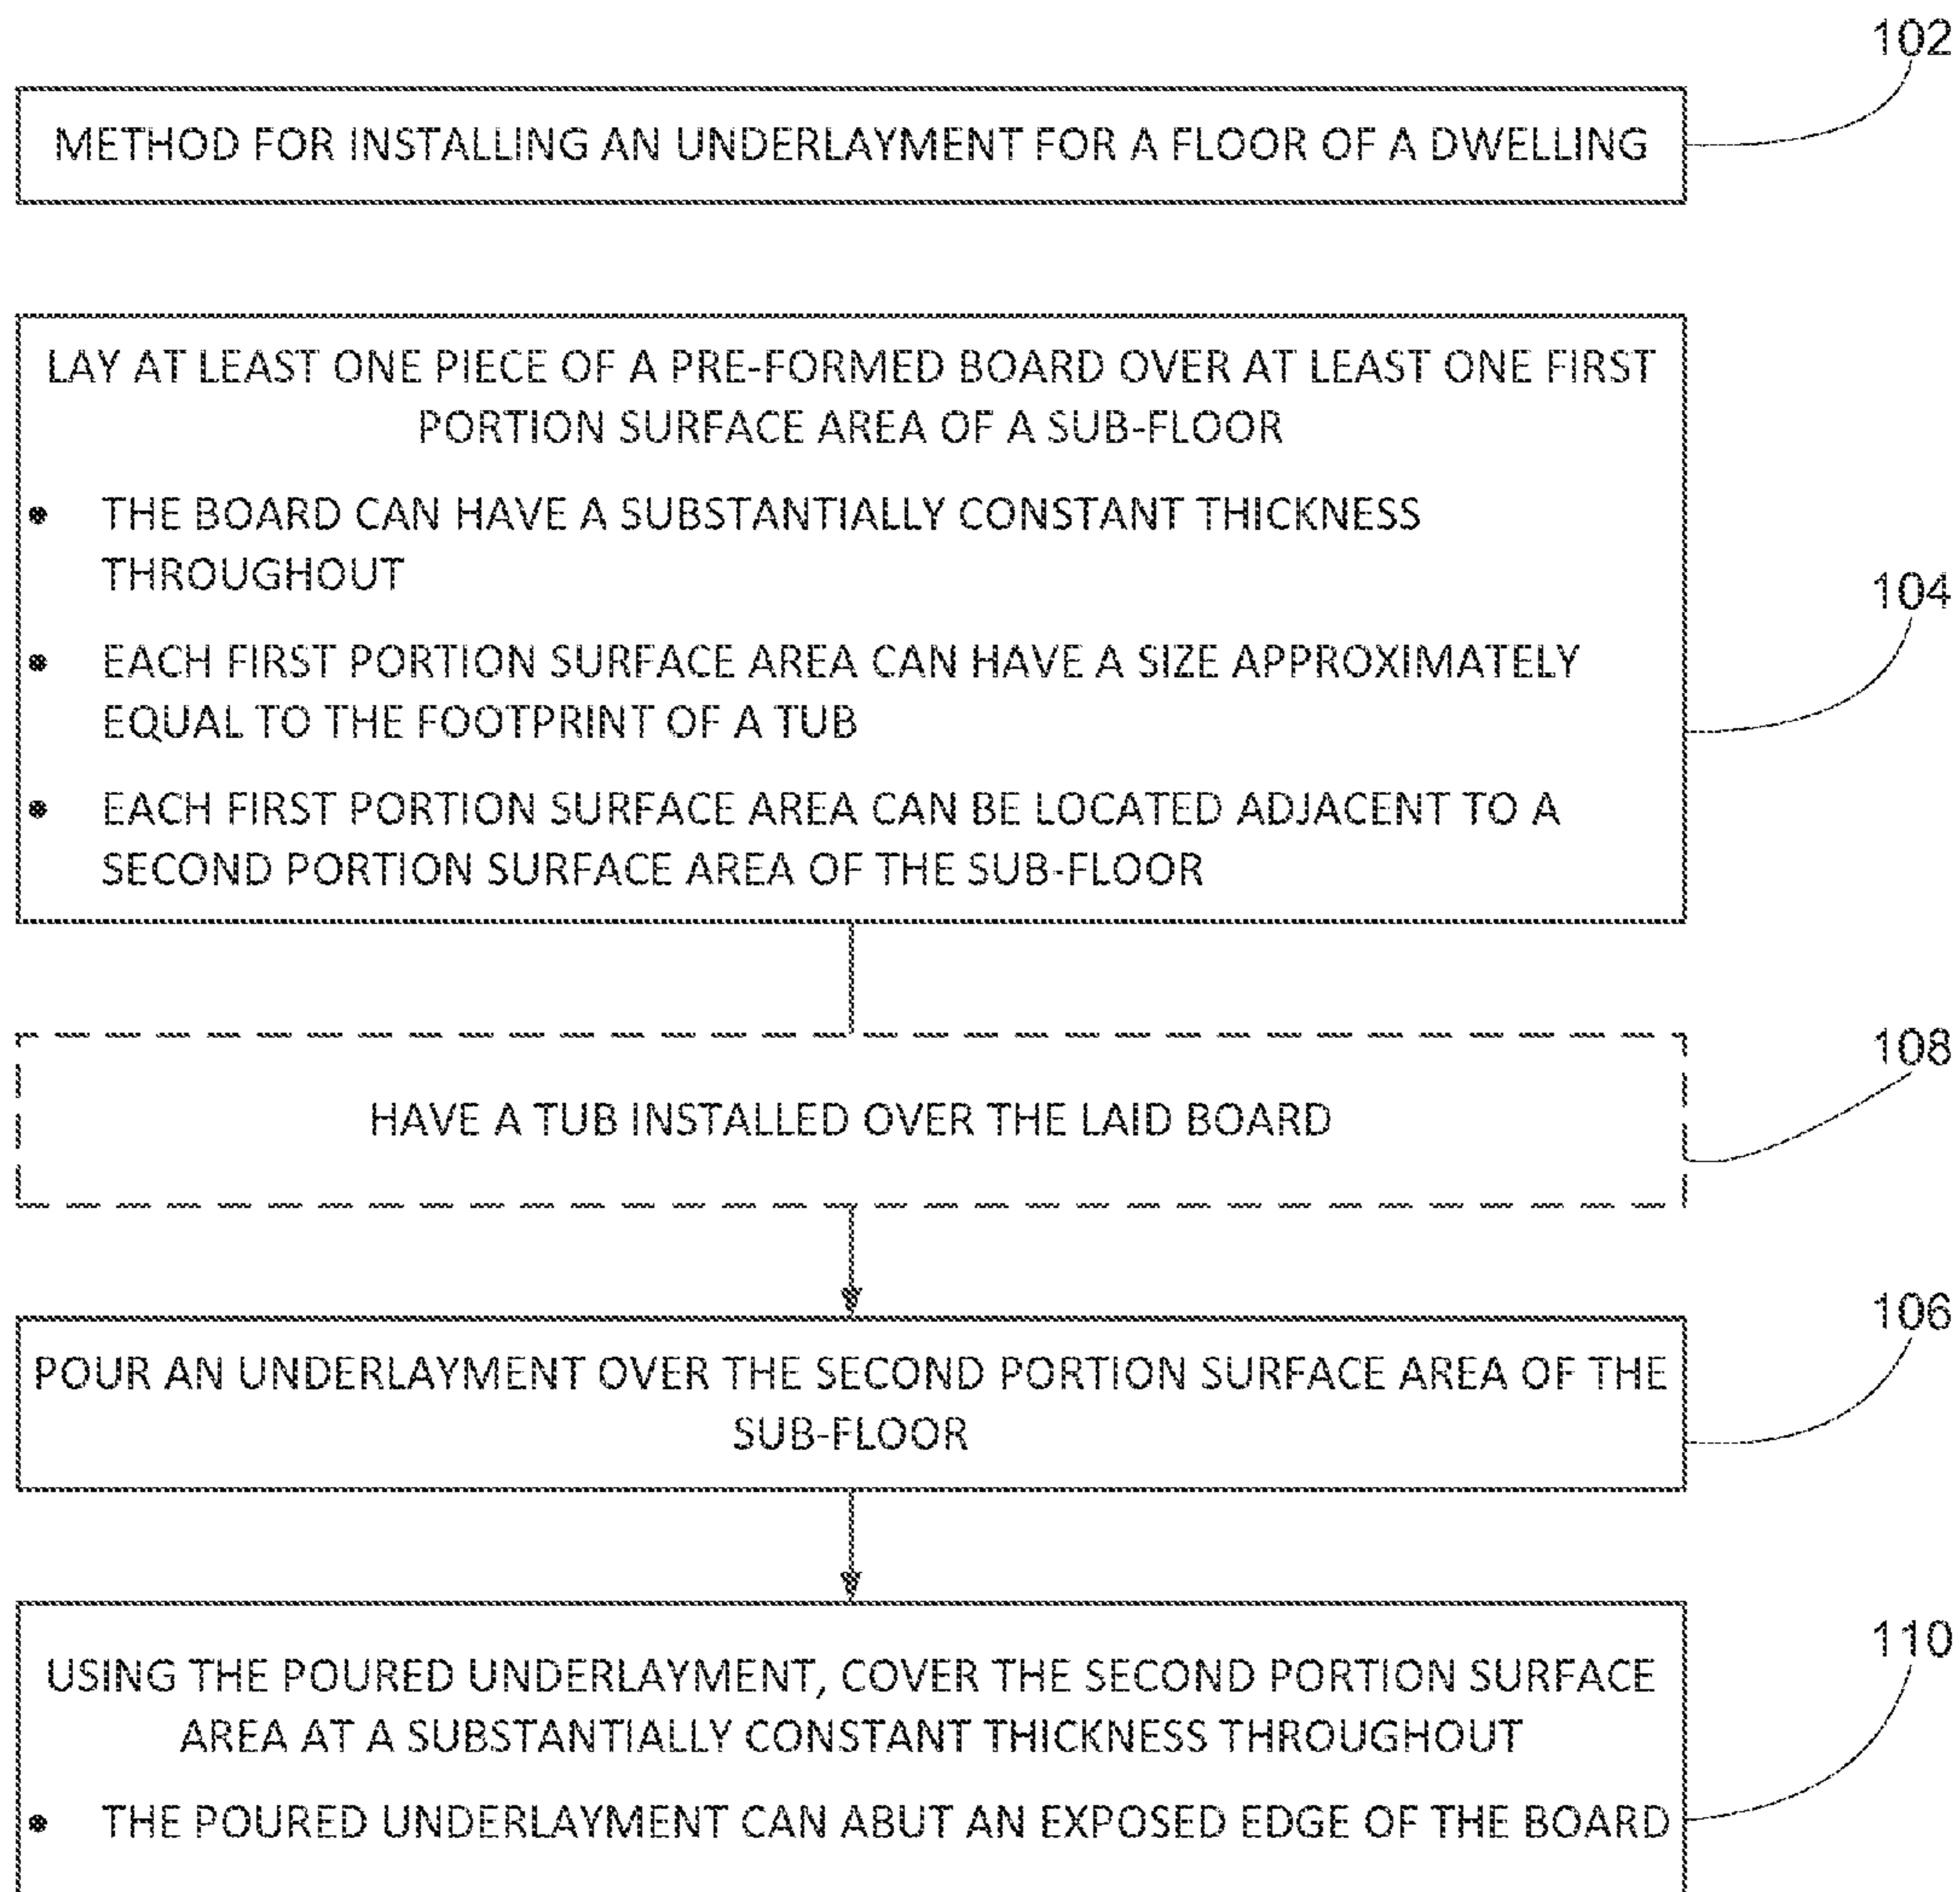 102
METHOD FOR INSTALLING AN UNDERLAYMENT FOR A FLOOR OF A DWELLING
LAY AT LEAST ONE PIECE OF A PRE-FORMED BOARD OVER AT LEAST ONE FIRST
PORTION SURFACE AREA OF A SUB-FLOOR
• THE BOARD CAN HAVE A SUBSTANTIALLY CONSTANT THICKNESS
THROUGHOUT
104
• EACH FIRST PORTION SURFACE AREA CAN HAVE A SIZE APPROXIMATELY
EQUAL TO THE FOOTPRINT OF A TUB
• EACH FIRST PORTION SURFACE AREA CAN BE LOCATED ADJACENT TO A
SECOND PORTION SURFACE AREA OF THE SUB-FLOOR
108
HAVE A TUB INSTALLED OVER THE LAID BOARD
106
POUR AN UNDERLAYMENT OVER THE SECOND PORTION SURFACE AREA OF THE
SUB-FLOOR
110
USING THE POURED UNDERLAYMENT, COVER THE SECOND PORTION SURFACE
AREA AT A SUBSTANTIALLY CONSTANT THICKNESS THROUGHOUT
• THE POURED UNDERLAYMENT CAN ABUT AN EXPOSED EDGE OF THE BOARD